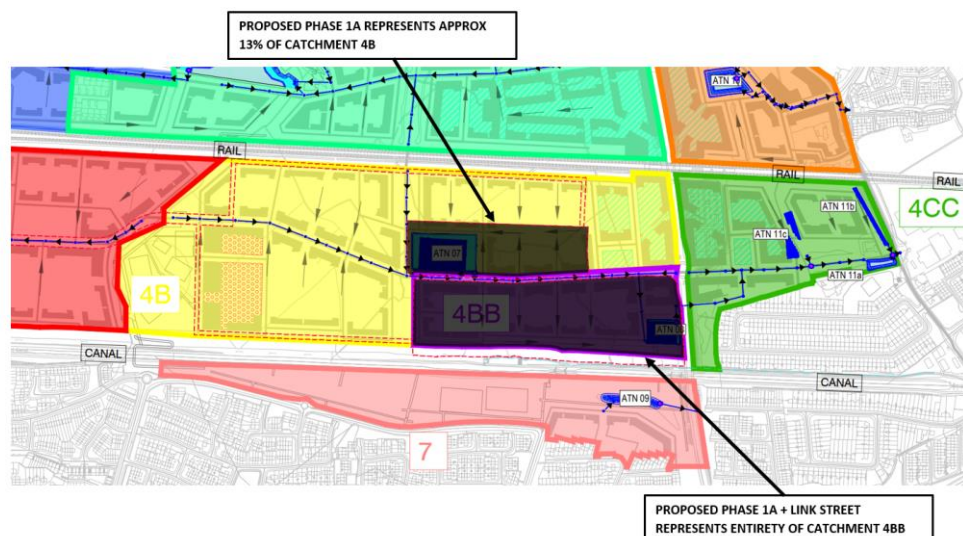 PROPOSED PHASE 1A REPRESENTS APPROX
13% OF CATCHMENT 4B
ATN
RAIL
RAIL
RAIL
4CC
ATN 11b
ATN 11c
ATN 07
ATN 11a
4B
4BB
ATN
CANAL
CANAL
ATN 09
7
PROPOSED PHASE 1A + LINK STREET
REPRESENTS ENTIRETY OF CATCHMENT 4BB